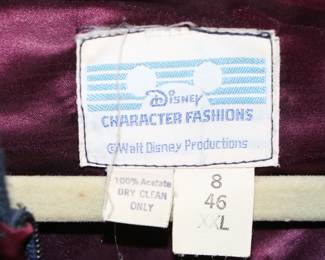 Disney
CHARACTER FASHIONS
©Walt Disney Productions
100% Acetate
DRY CLEAN
ONLY
8
46
XXL